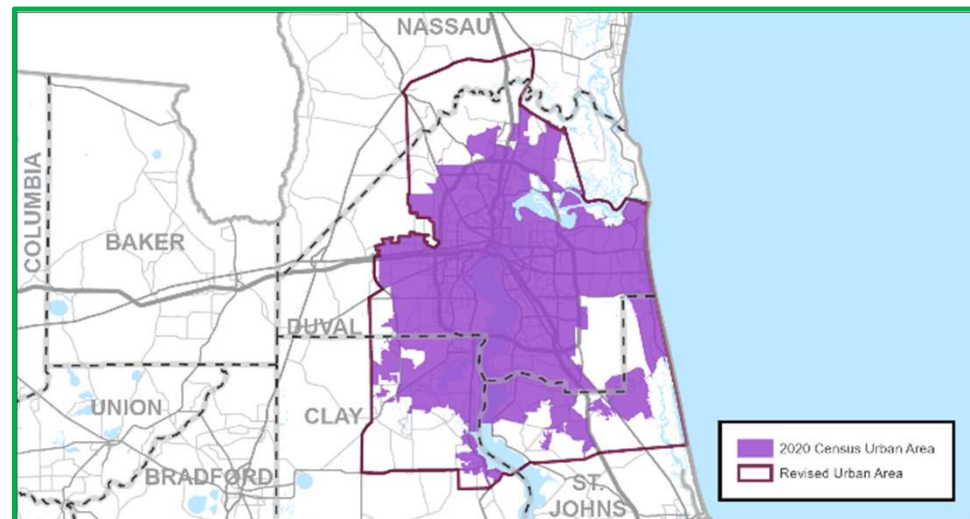 NASSAU
COLUMBIA
BAKER
DUVAL
UNION
CLAY
BRADFORD
ST.
JOHNS
2020 Census Urban Area
Revised Urban Area